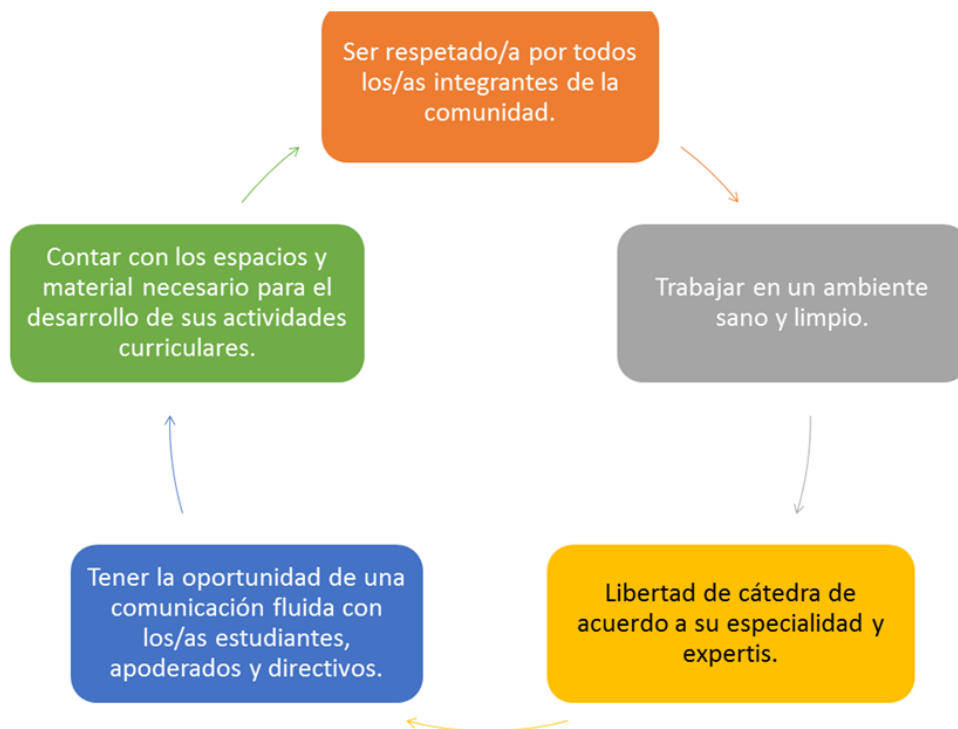 Ser respetado/a por todos
los/as integrantes de la
comunidad.
Trabajar en un ambiente
sano y limpio.
Libertad de cátedra de
acuerdo a su especialidad y
expertis.
Tener la oportunidad de una
comunicación fluida con
los/as estudiantes,
apoderados y directivos.
Contar con los espacios y
material necesario para el
desarrollo de sus actividades
curriculares.